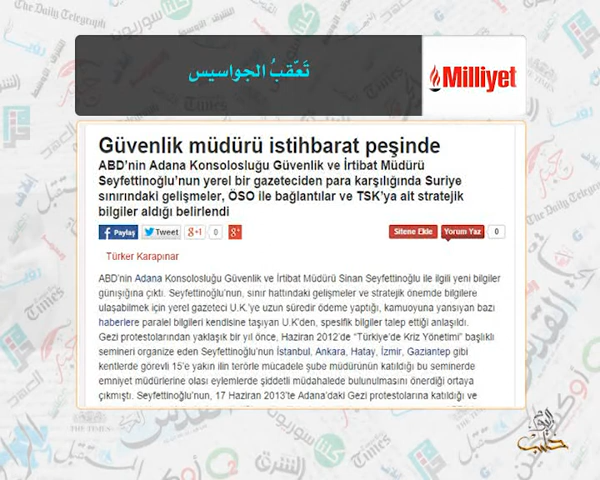 تَعّقبُ الجواسيس
Milliyet
Güvenlik müdürü istihbarat peşinde
ABD'nin Adana Konsolosluğu Güvenlik ve İrtibat Müdürü
Seyfettinoğlu'nun yerel bir gazeteciden para karşılığında Suriye
sınırındaki gelişmeler, ÖSO ile bağlantılar ve TSK'ya ait stratejik
bilgiler aldığı belirlendi
Paylaş Tweet +1 0 Sitene Ekle Yorum Yaz 0
Türker Karapınar
ABD'nin Adana Konsolosluğu Güvenlik ve İrtibat Müdürü Sinan Seyfettinoğlu ile ilgili yeni bilgiler
günışığına çıktı. Seyfettinoğlu'nun, sınır hattındaki gelişmeler ve stratejik önemde bilgilere
ulaşabilmek için yerel gazeteci U.K.'ye uzun süredir ödeme yaptığı, kamuoyuna yansıyan bazı
haberlere paralel bilgileri kendisine taşıyan U.K'den, spesifik bilgiler talep ettiği anlaşıldı.
Gezi protestolarından yaklaşık bir yıl önce, Haziran 2012'de "Türkiye'de Kriz Yönetimi" başlıklı
semineri organize eden Seyfettinoğlu'nun İstanbul, Ankara, Hatay, İzmir, Gaziantep gibi
kentlerde görevli 15'e yakın ilin terörle mücadele şube müdürünün katıldığı bu seminerde
emniyet müdürlerine olası eylemlerde şiddetli müdahalede bulunulmasını önerdiği ortaya
çıkmıştı. Seyfettinoğlu'nun, 17 Haziran 2013'te Adana'daki Gezi protestolarına katıldığı ve